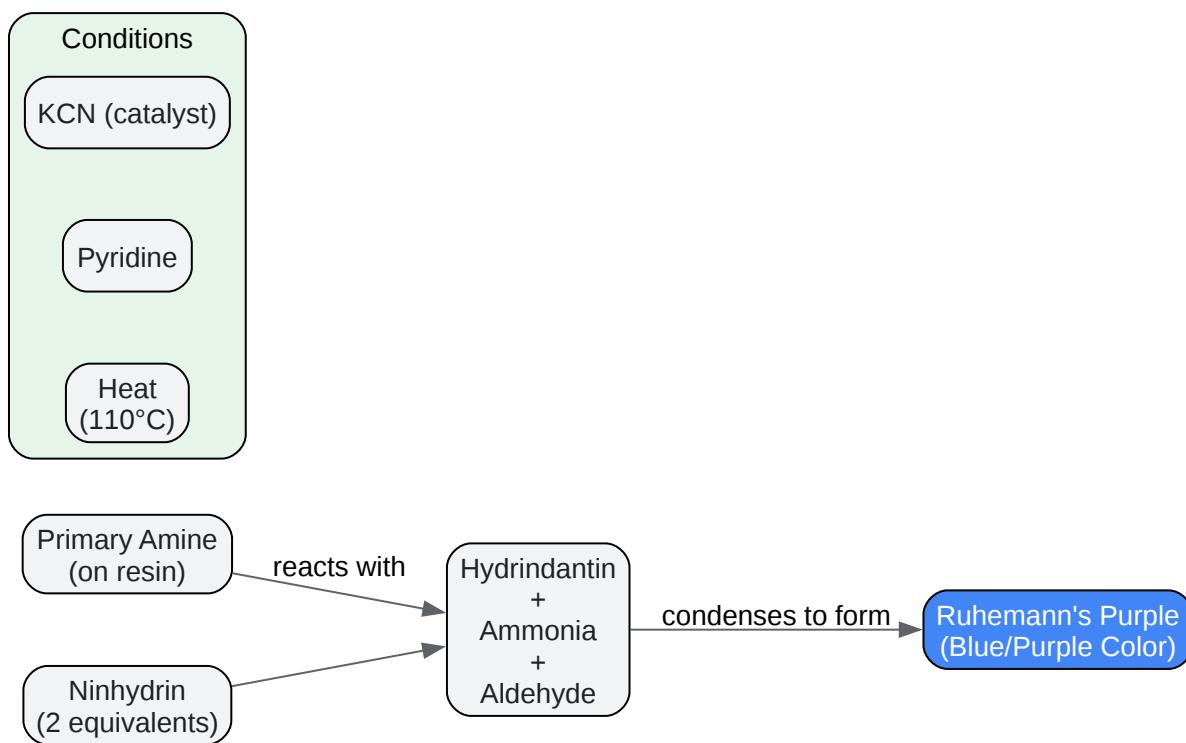 Conditions
KCN (catalyst)
Pyridine
Heat
(110°C)
Primary Amine
(on resin)
reacts with
Ninhydrin
(2 equivalents)
Hydrindantin
+
Ammonia
+
Aldehyde
condenses to form
Ruhemann's Purple
(Blue/Purple Color)